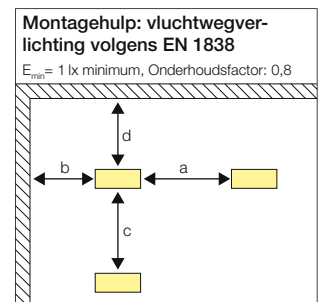 Montagehulp: vluchtwegver-
lichting volgens EN 1838
Emin= 1 lx minimum, Onderhoudsfactor: 0,8
d
b
a
c